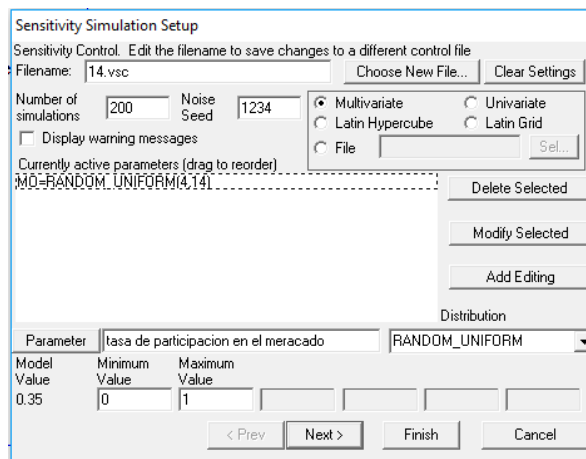 Sensitivity Simulation Setup
Sensitivity Control. Edit the filename to save changes to a different control file
Filename: 14.vsc Choose New File... Clear Settings
Number of simulations 200 Noise Seed 1234
Multivariate Univariate
Latin Hypercube Latin Grid
File Sel...
Display warning messages
Currently active parameters (drag to reorder)
MO=RANDOM_UNIFORM(4,14)
Delete Selected
Modify Selected
Add Editing
Distribution
Parameter tasa de participacion en el meracado RANDOM_UNIFORM
Model Value Minimum Value Maximum Value
0.35 0 1
< Prev Next > Finish Cancel